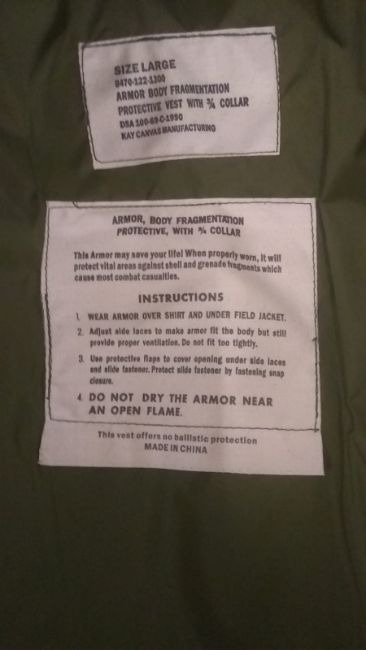 SIZE LARGE
8470-122-1300
ARMOR BODY FRAGMENTATION
PROTECTIVE VEST WITH ¾ COLLAR
DSA 100-69-C-1990
KAY CANVAS MANUFACTURING
ARMOR, BODY FRAGMENTATION
PROTECTIVE, WITH ¾ COLLAR
This Armor may save your life! When properly worn, it will
protect vital areas against shell and grenade fragments which
cause most combat casualties.
INSTRUCTIONS
1. WEAR ARMOR OVER SHIRT AND UNDER FIELD JACKET.
2. Adjust side laces to make armor fit the body but still
provide proper ventilation. Do not fit too tightly.
3. Use protective flaps to cover opening under side laces
and slide fastener. Protect slide fastener by fastening snap
closure.
4. DO NOT DRY THE ARMOR NEAR
AN OPEN FLAME.
This vest offers no ballistic protection
MADE IN CHINA